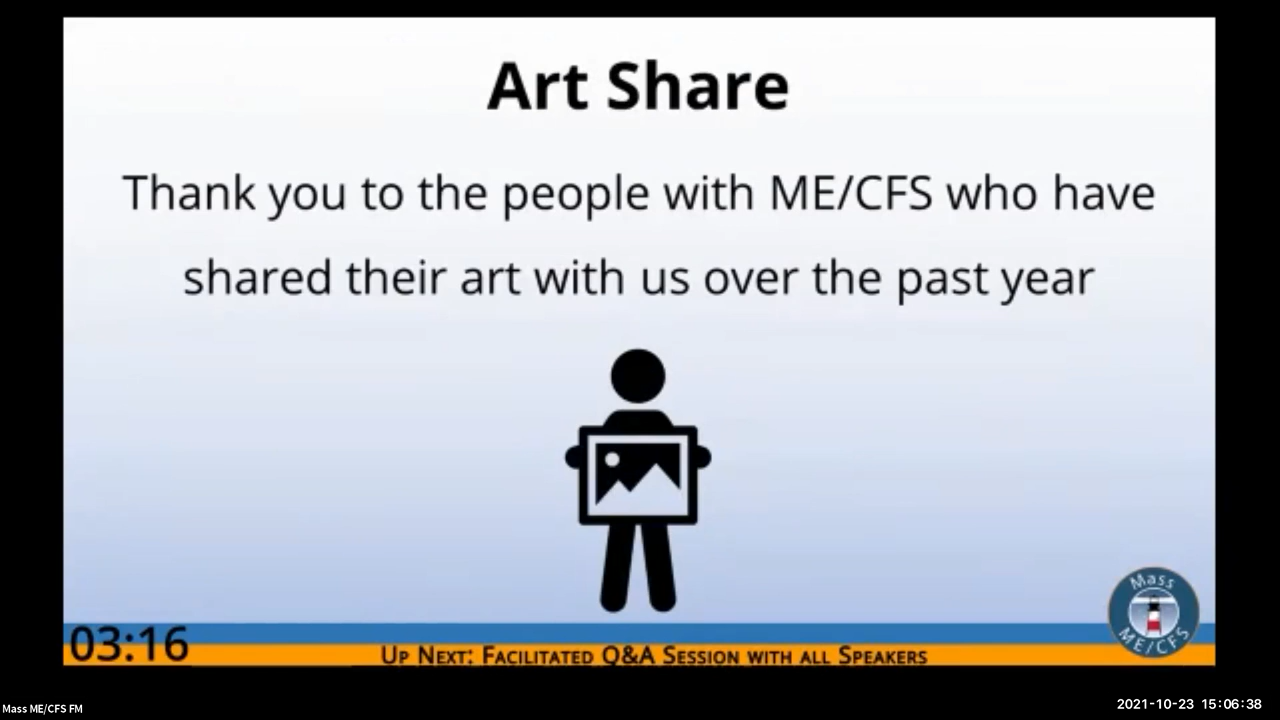 Art Share
Thank you to the people with ME/CFS who have
shared their art with us over the past year
Mass
ME/CFS
03:16
Up Next: Facilitated Q&A Session with all Speakers
Mass ME/CFS FM
2021-10-23 15:06:38